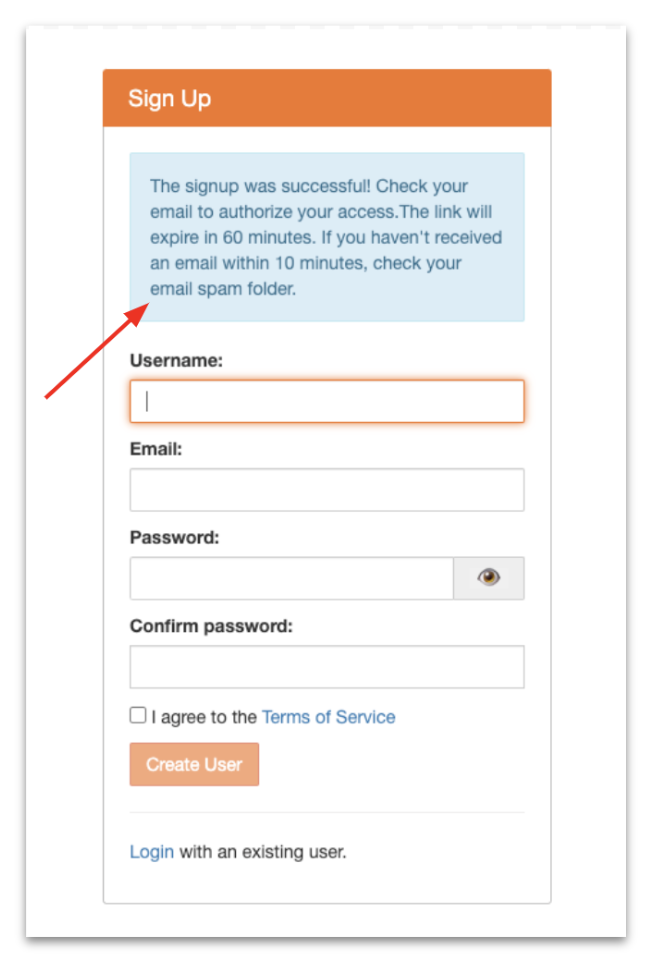 Sign Up
The signup was successful! Check your
email to authorize your access.The link will
expire in 60 minutes. If you haven't received
an email within 10 minutes, check your
email spam folder.
Username:
Email:
Password:
Confirm password:
I agree to the Terms of Service
Create User
Login with an existing user.